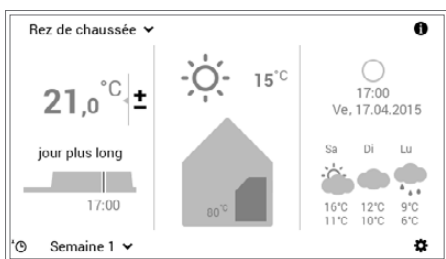 Rez de chaussée
21,0 °C ±
jour plus long
17:00
15°C
80°C
17:00
Ve, 17.04.2015
Sa Di Lu
16°C 12°C 9°C
11°C 10°C 6°C
Semaine 1